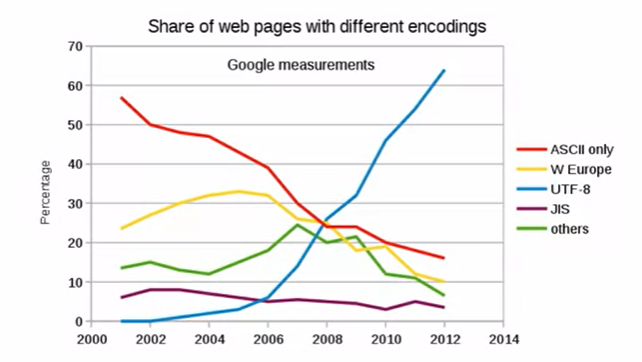 Share of web pages with different encodings
Google measurements
Percentage
70
60
50
40
30
20
10
0
2000 2002 2004 2006 2008 2010 2012 2014
ASCII only
W Europe
UTF-8
JIS
others